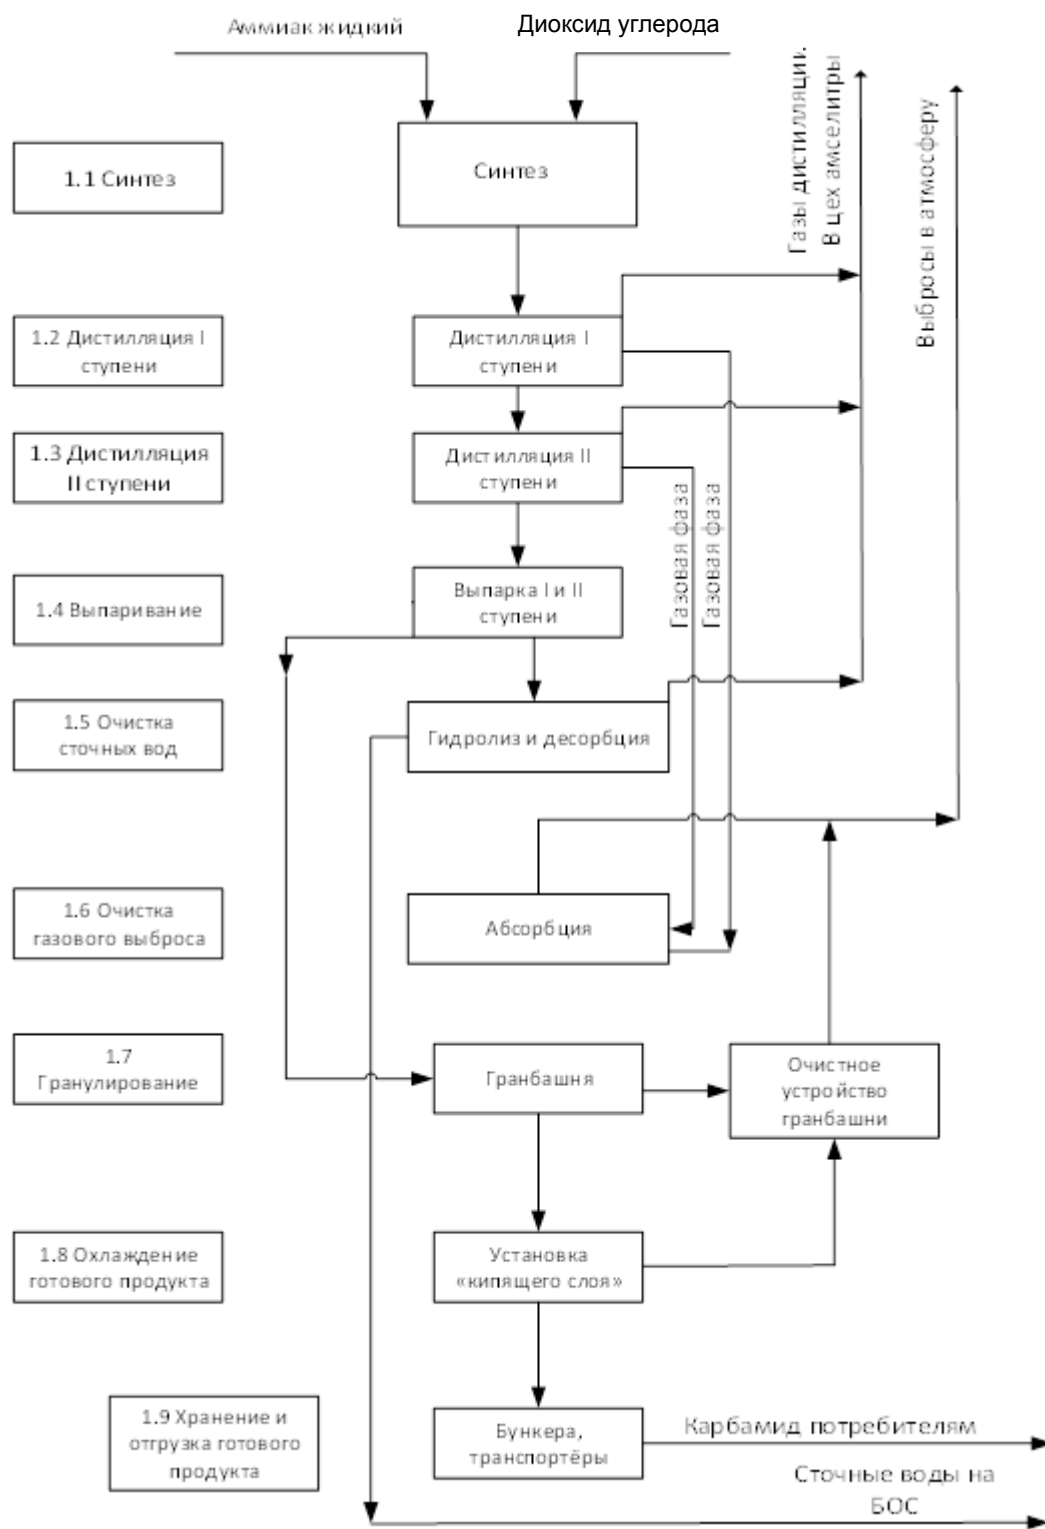 Аммиак жидкий
Диоксид углерода
Газы дистилляции.
В цех амселитры
Выбросы в атмосферу
1.1 Синтез
Синтез
1.2 Дистилляция I
ступени
Дистилляция I
ступени
1.3 Дистилляция
II ступени
Дистилляция II
ступени
Газовая фаза
Газовая фаза
1.4 Выпаривание
Выпарка I и II
ступени
1.5 Очистка
сточных вод
Гидролиз и десорбция
1.6 Очистка
газового выброса
Абсорбция
1.7
Гранулирование
Гранбашня
Очистное
устройство
гранбашни
1.8 Охлаждение
готового продукта
Установка
«кипящего слоя»
1.9 Хранение и
отгрузка готового
продукта
Бункера,
транспортёры
Карбамид потребителям
Сточные воды на
БОС